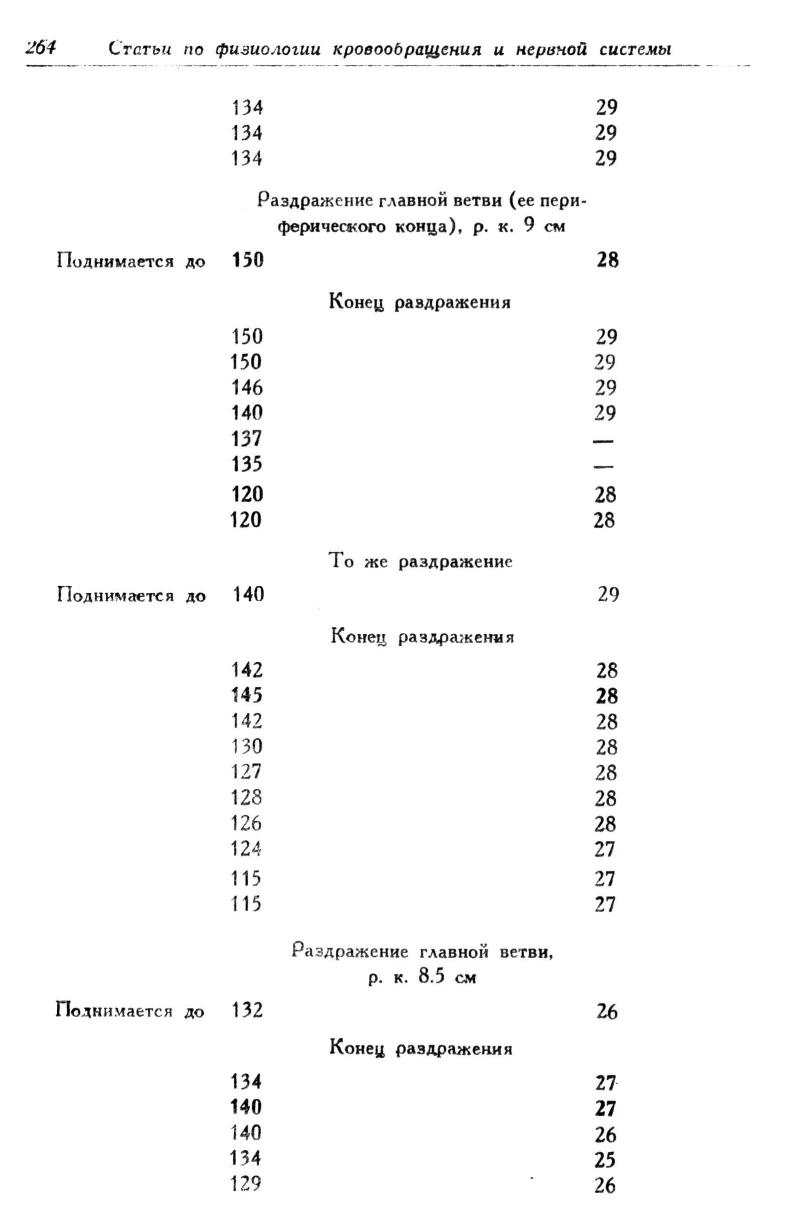 264 Статьи по физиологии кровообращения и нервной системы
134 29
134 29
134 29
Раздражение главной ветви (ее пери-
ферического конца), р. к. 9 см
Поднимается до 150 28
Конец раздражения
150 29
150 29
146 29
140 29
137 —
135 —
120 28
120 28
То же раздражение
Поднимается до 140 29
Конец раздражения
142 28
145 28
142 28
130 28
127 28
128 28
126 28
124 27
115 27
115 27
Раздражение главной ветви,
р. к. 8.5 см
Поднимается до 132 26
Конец раздражения
134 27
140 27
140 26
134 25
129 26